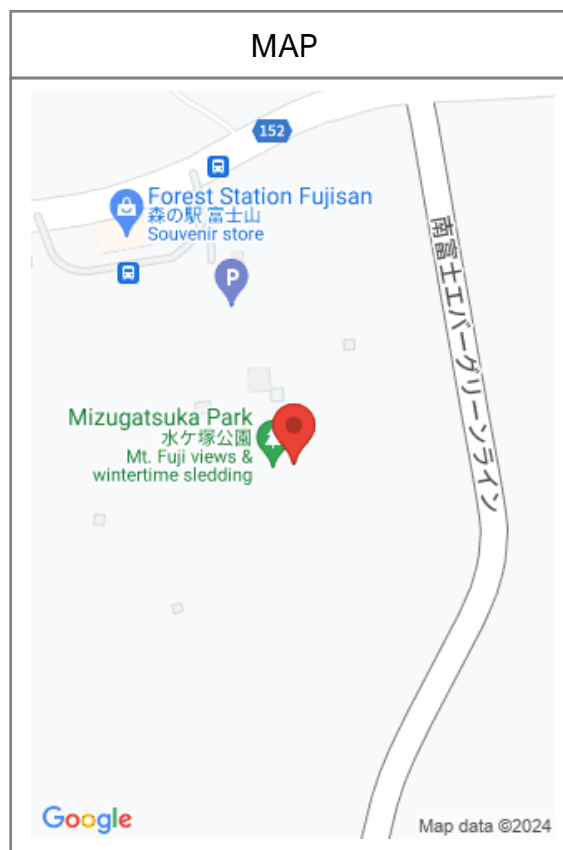 MAP
152
Forest Station Fujisan
森の駅 富士山
Souvenir store
P
南富士エバーグリーンライン
Mizugatsuka Park
水ケ塚公園
Mt. Fuji views &
wintertime sledding
Google
Map data ©2024